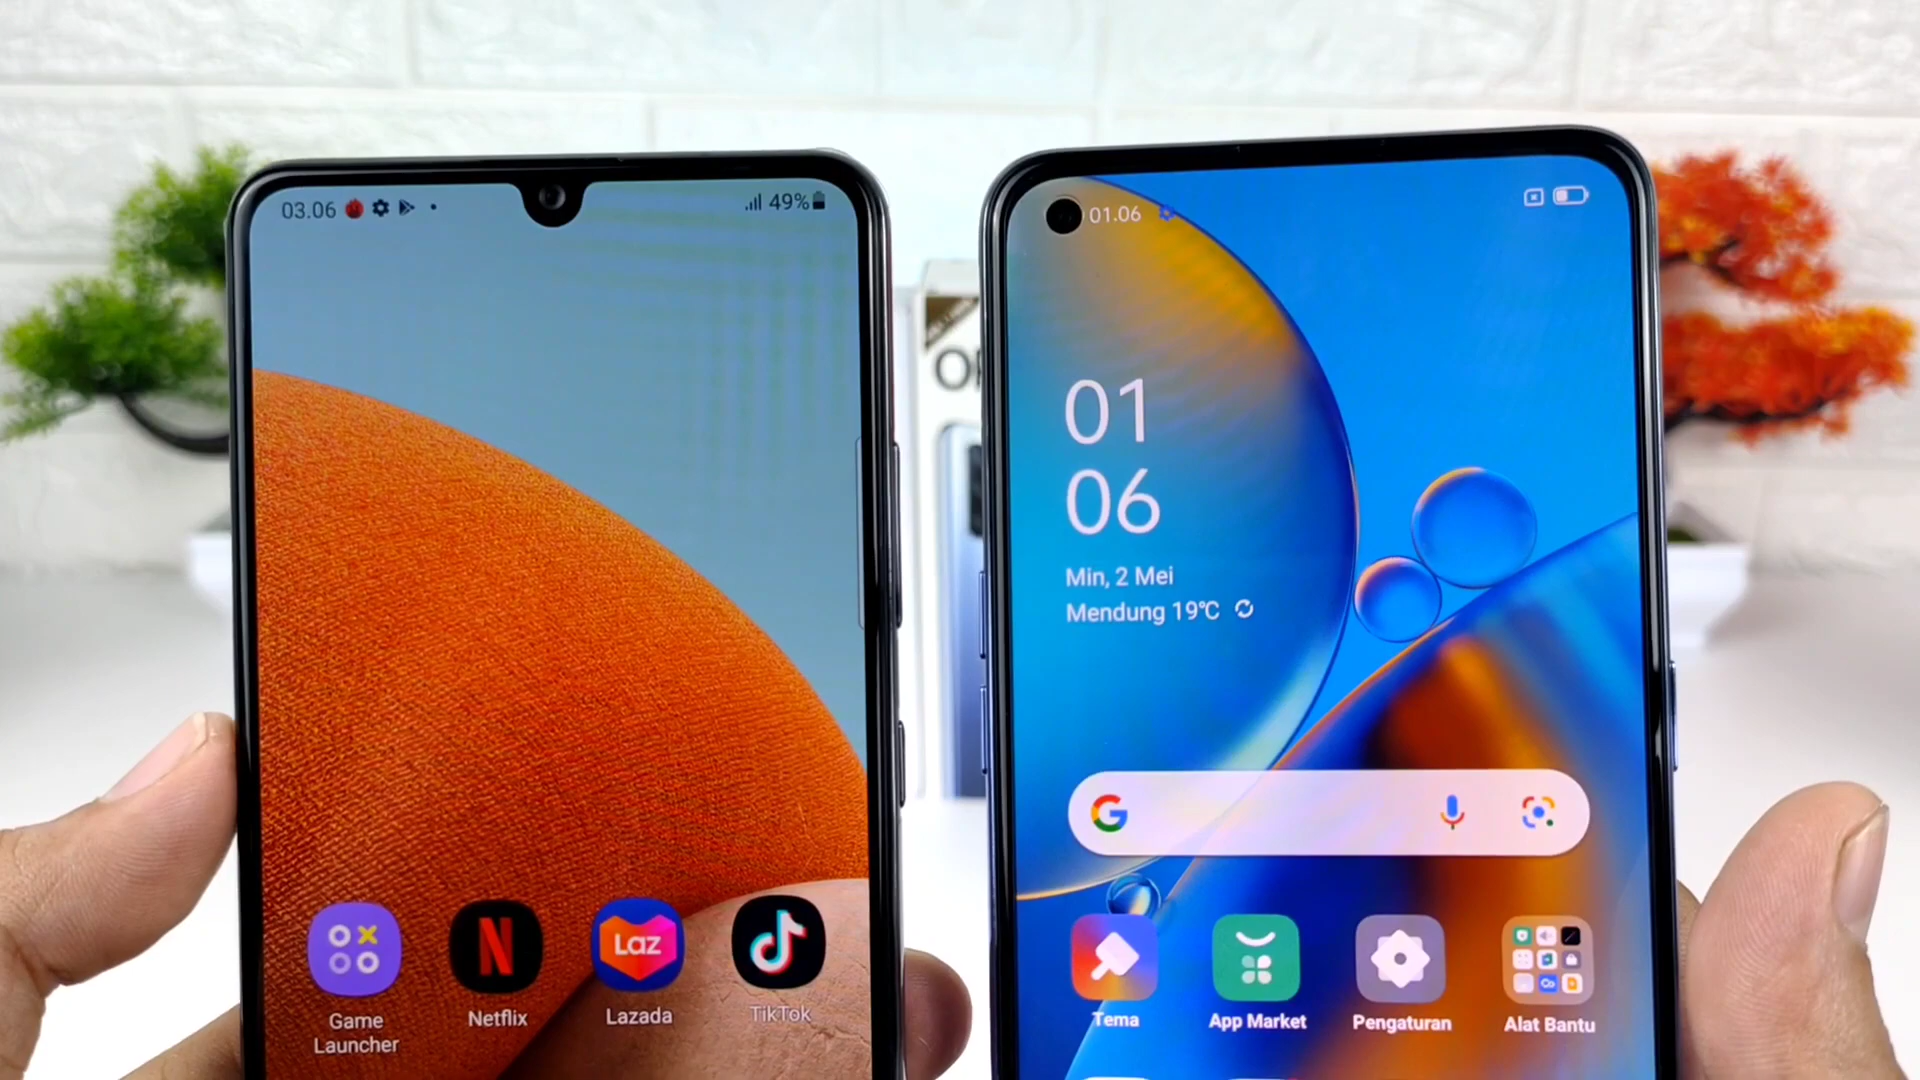 03.06
49%
Game
Launcher
Netflix
Laz
Lazada
TikTok
01.06
01
06
Min, 2 Mei
Mendung 19°C
G
Tema
App Market
Pengaturan
Alat Bantu